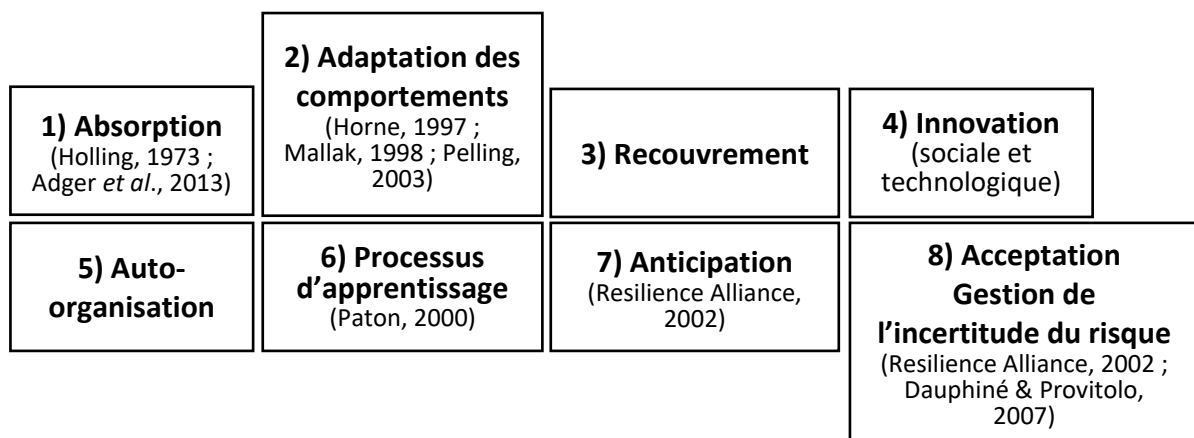 1) Absorption
(Holling, 1973 ;
Adger et al., 2013)
2) Adaptation des
comportements
(Horne, 1997 ;
Mallak, 1998 ; Pelling,
2003)
3) Recouvrement
4) Innovation
(sociale et
technologique)
5) Auto-
organisation
6) Processus
d’apprentissage
(Paton, 2000)
7) Anticipation
(Resilience Alliance,
2002)
8) Acceptation
Gestion de
l’incertitude du risque
(Resilience Alliance, 2002 ;
Dauphiné & Provitolo,
2007)